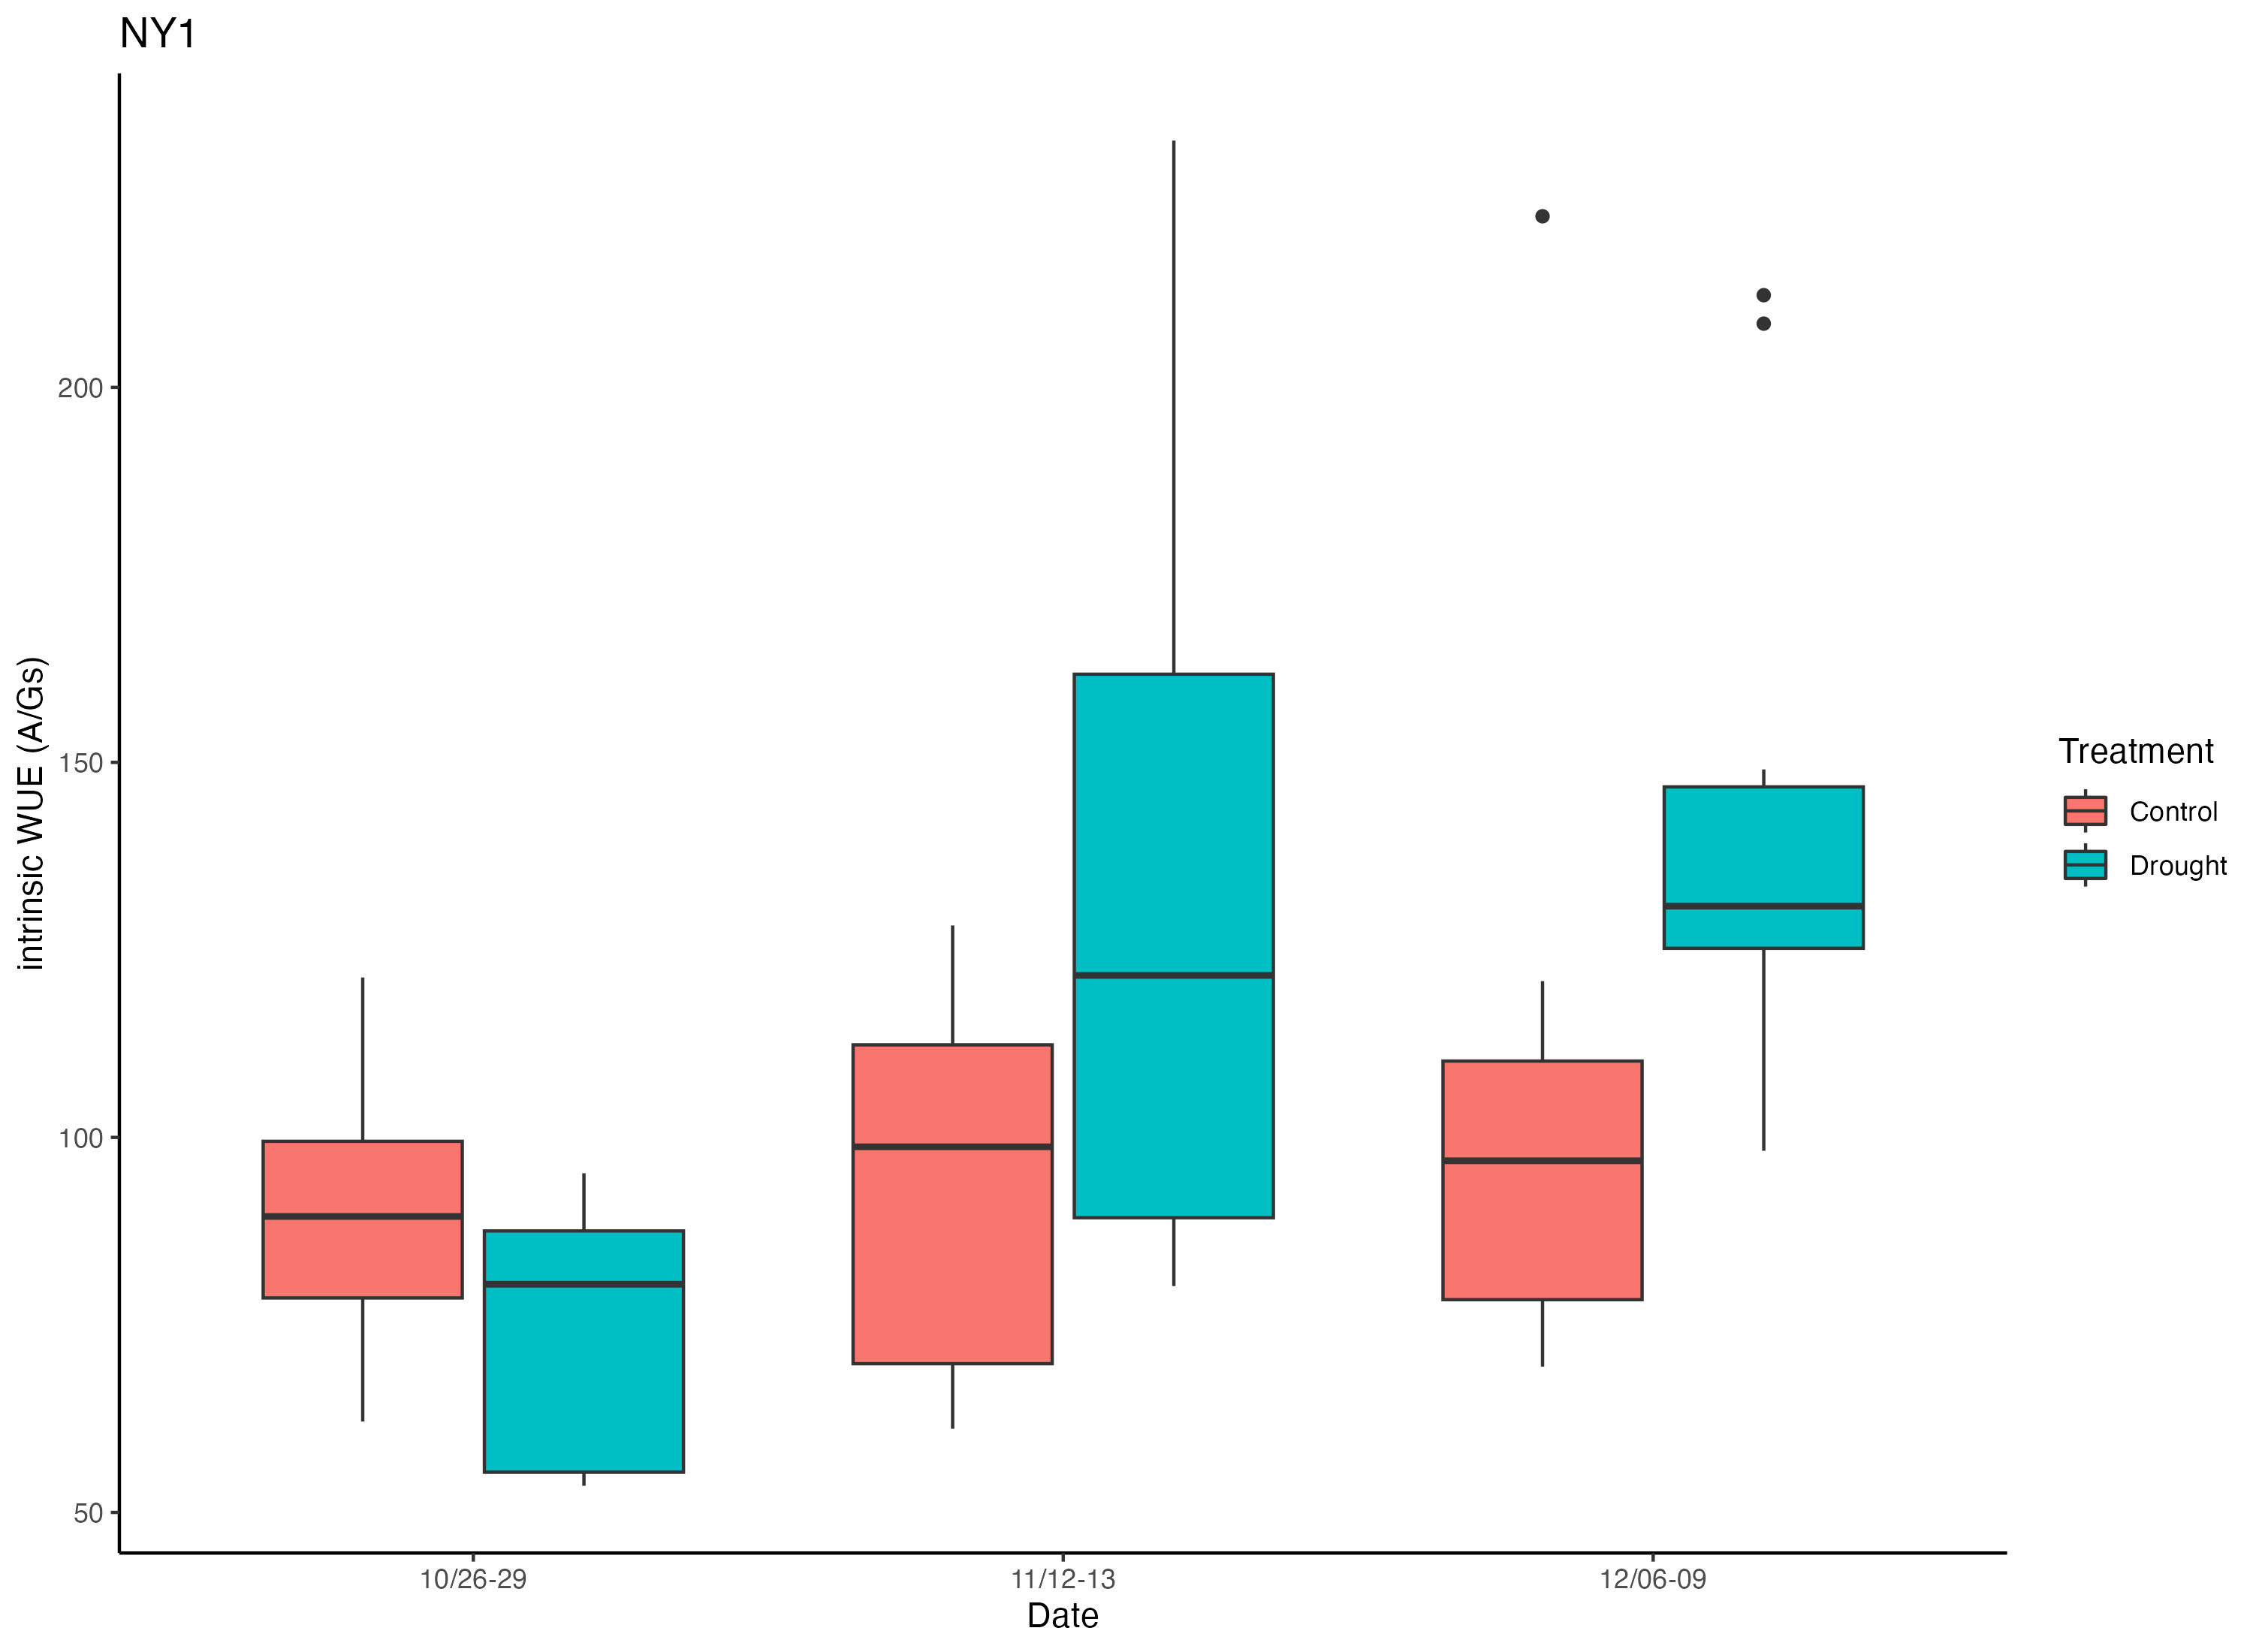 NY1
intrinsic WUE (A/Gs)
200
150
100
50
10/26-29
11/12-13
12/06-09
Date
Treatment
Control
Drought